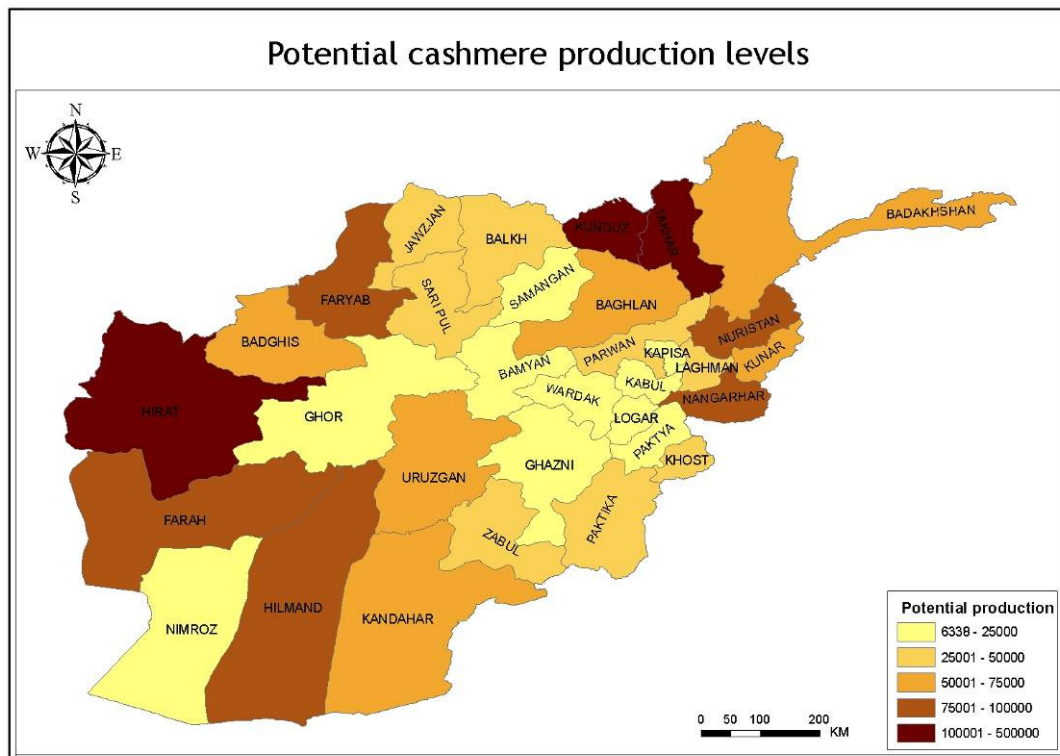 Potential cashmere production levels
N
W E
S
JAWZJAN
BALKH
KUNDUZ
TAKHAR
BADAKHSHAN
SAMANGAN
FARYAB
SARI PUL
BAGHLAN
BADGHIS
NURISTAN
PARWAN
KAPISA
KUNAR
BAMYAN
LAGHMAN
KABUL
WARDAK
NANGARHAR
HIRAT
GHOR
LOGAR
PAKTYA
KHOST
GHAZNI
URUZGAN
FARAH
PAKTIKA
ZABUL
HILMAND
KANDAHAR
NIMROZ
Potential production
6338 - 25000
25001 - 50000
50001 - 75000
75001 - 100000
100001 - 500000
0 50 100 200
KM